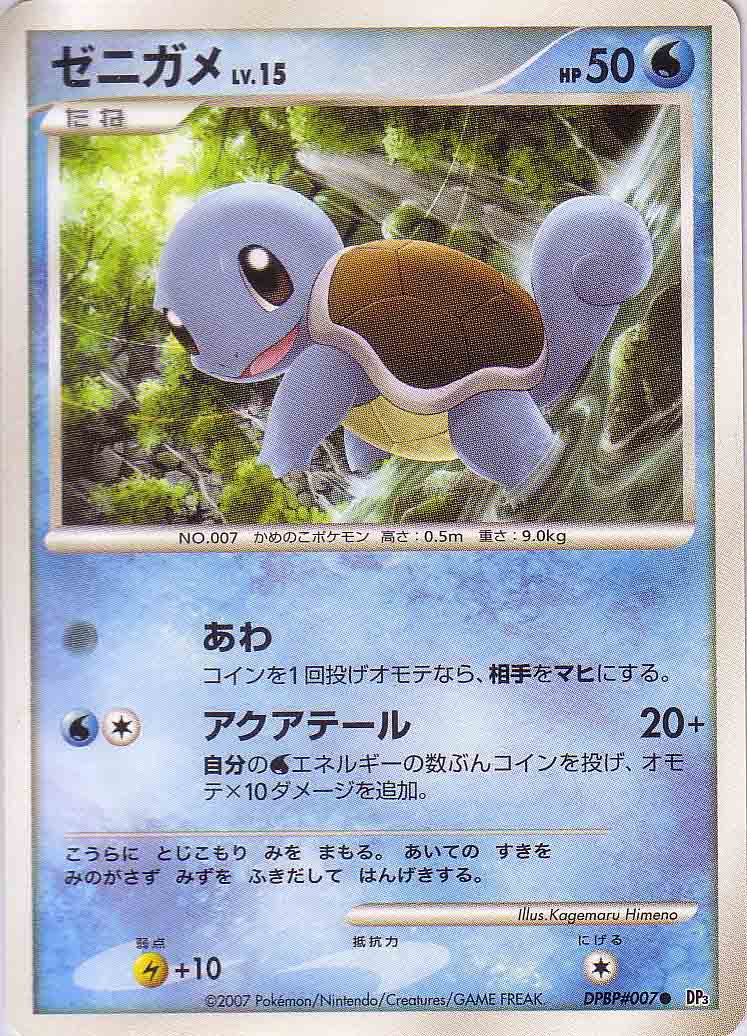 ゼニガメ LV.15 HP 50
たね
NO.007 かめのこポケモン 高さ:0.5m 重さ:9.0kg
あわ
コインを1回投げオモテなら、相手をマヒにする。
アクアテール 20+
自分のエネルギーの数ぶんコインを投げ、オモ
テ×10ダメージを追加。
こうらに とじこもり みを まもる。 あいての すきを
みのがさず みずを ふきだして はんげきする。
Illus.Kagemaru Himeno
弱点 抵抗力 にげる
+10
©2007 Pokémon/Nintendo/Creatures/GAME FREAK. DPBP#007 DP3